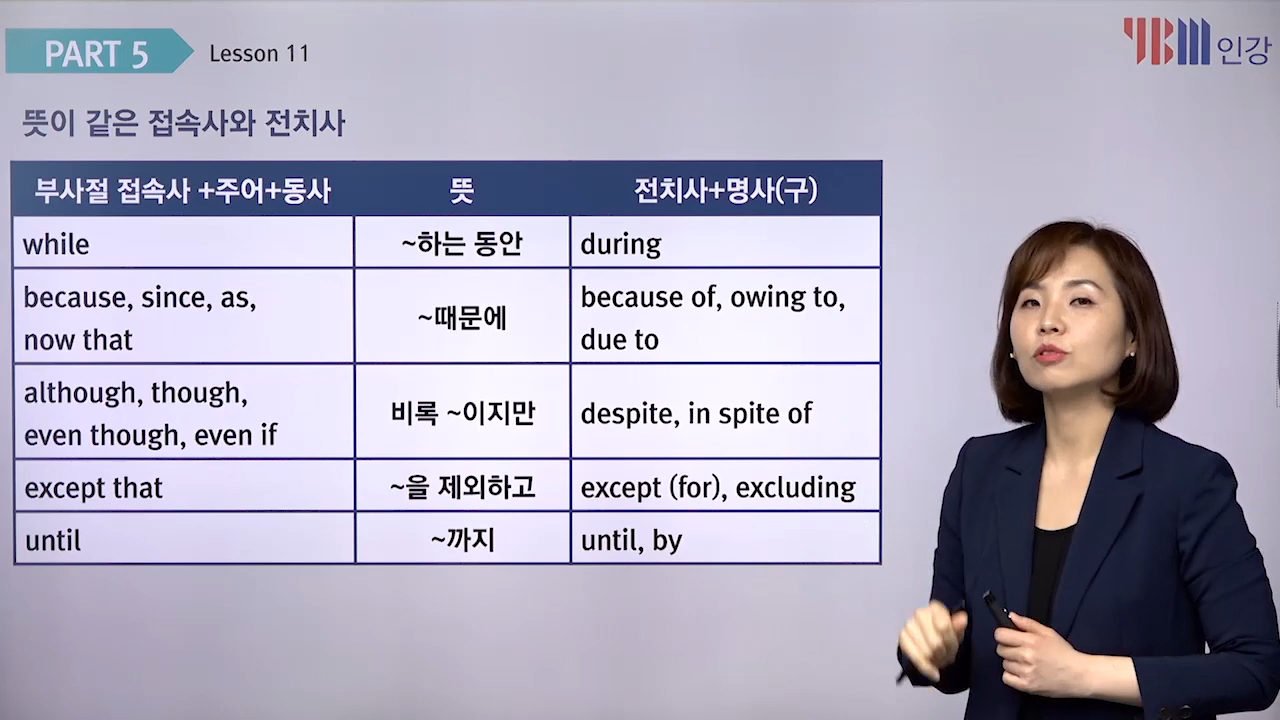 PART 5
Lesson 11
YBM 인강
뜻이 같은 접속사와 전치사
부사절 접속사 +주어+동사
뜻
전치사+명사(구)
while
~하는 동안
during
because, since, as,
now that
~때문에
because of, owing to,
due to
although, though,
even though, even if
비록 ~이지만
despite, in spite of
except that
~을 제외하고
except (for), excluding
until
~까지
until, by